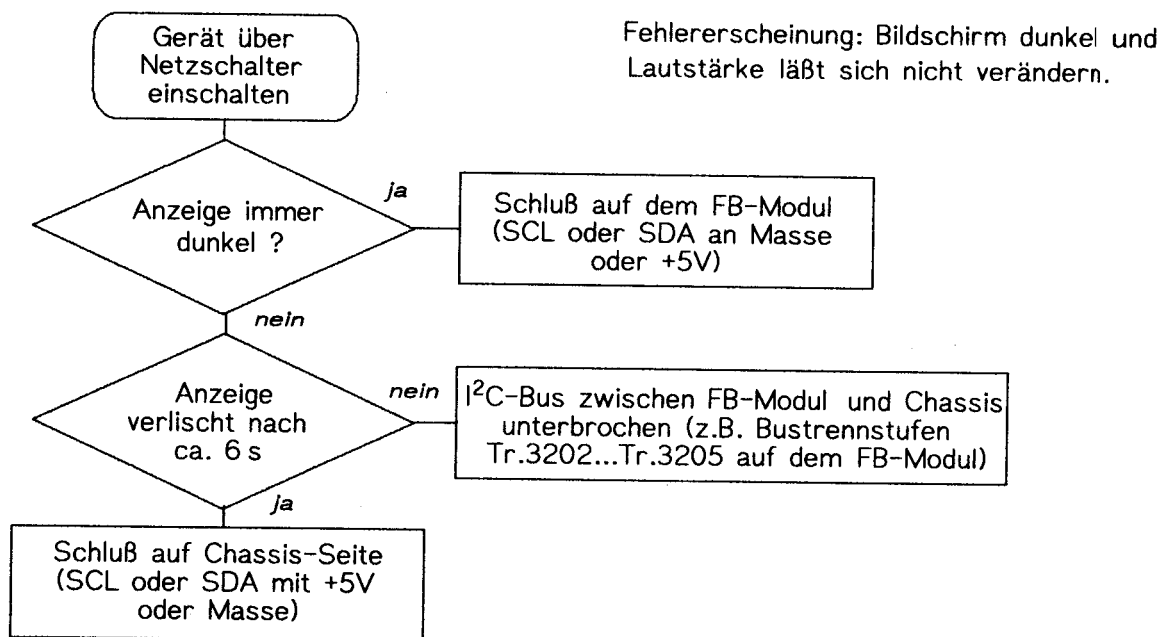 Gerät über
Netzschalter
einschalten
Fehlererscheinung: Bildschirm dunkel und
Lautstärke läßt sich nicht verändern.
Anzeige immer
dunkel ?
ja
Schluß auf dem FB-Modul
(SCL oder SDA an Masse
oder +5V)
nein
Anzeige
verlischt nach
ca. 6 s
nein
I²C-Bus zwischen FB-Modul und Chassis
unterbrochen (z.B. Bustrennstufen
Tr.3202...Tr.3205 auf dem FB-Modul)
ja
Schluß auf Chassis-Seite
(SCL oder SDA mit +5V
oder Masse)